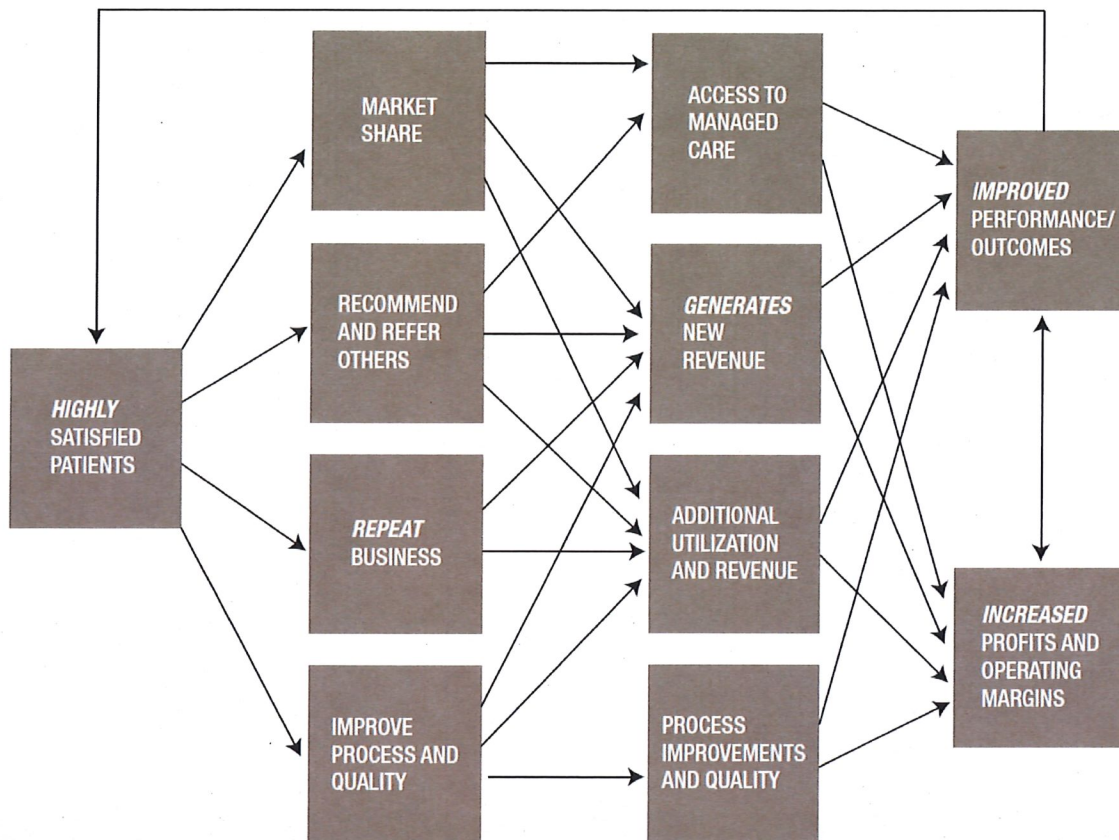 MARKET
SHARE
ACCESS TO
MANAGED
CARE
IMPROVED
PERFORMANCE/
OUTCOMES
RECOMMEND
AND REFER
OTHERS
GENERATES
NEW
REVENUE
HIGHLY
SATISFIED
PATIENTS
REPEAT
BUSINESS
ADDITIONAL
UTILIZATION
AND REVENUE
INCREASED
PROFITS AND
OPERATING
MARGINS
IMPROVE
PROCESS AND
QUALITY
PROCESS
IMPROVEMENTS
AND QUALITY